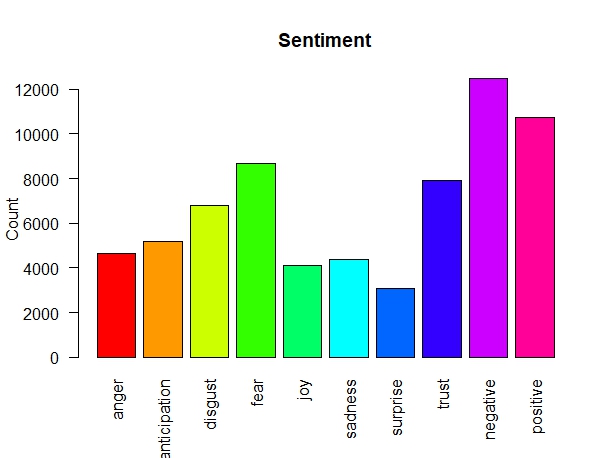 Sentiment
Count
12000
10000
8000
6000
4000
2000
0
anger
anticipation
disgust
fear
joy
sadness
surprise
trust
negative
positive